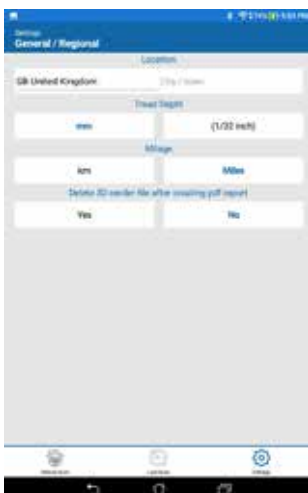 Settings
General / Regional
Location
GB United Kingdom City / town
Tread Depth
mm (1/32 inch)
Mileage
km Miles
Delete 3D render file after creating pdf report
Yes No
Settings